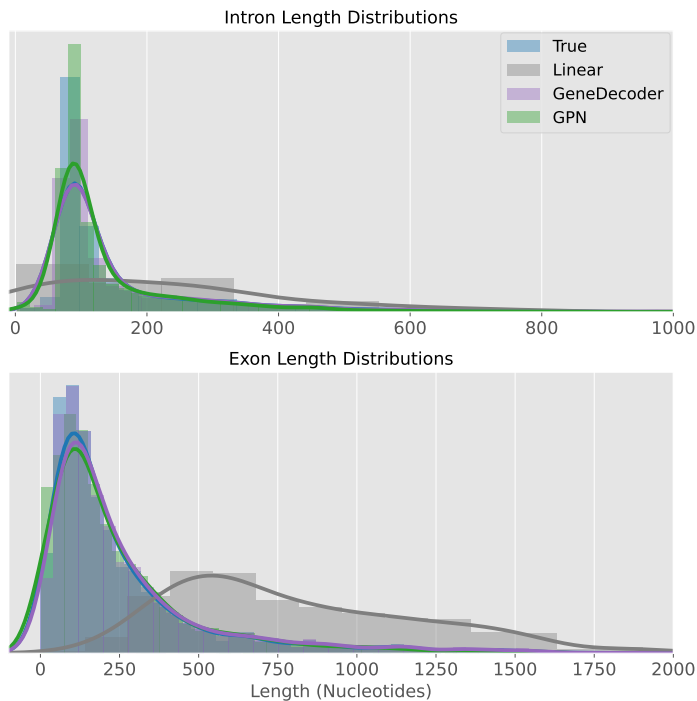 Intron Length Distributions
True
Linear
GeneDecoder
GPN
0 200 400 600 800 1000
Exon Length Distributions
0 250 500 750 1000 1250 1500 1750 2000
Length (Nucleotides)